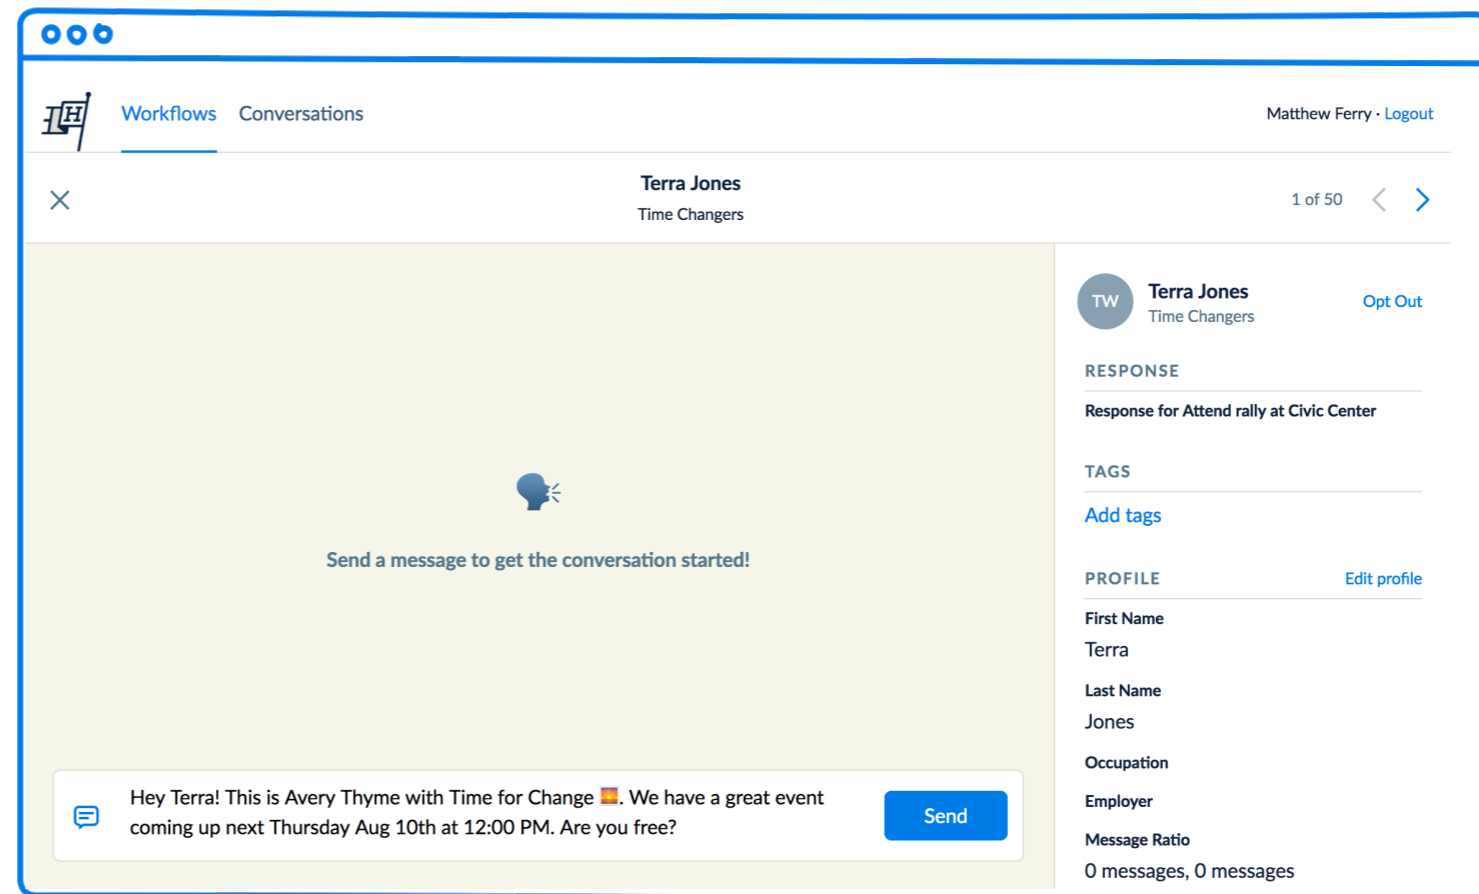 H
Workflows Conversations
Matthew Ferry · Logout
Terra Jones
Time Changers
1 of 50
TW
Terra Jones
Time Changers
Opt Out
RESPONSE
Response for Attend rally at Civic Center
TAGS
Add tags
PROFILE
Edit profile
First Name
Terra
Last Name
Jones
Occupation
Employer
Message Ratio
0 messages, 0 messages
Send a message to get the conversation started!
Hey Terra! This is Avery Thyme with Time for Change 🌅. We have a great event
coming up next Thursday Aug 10th at 12:00 PM. Are you free?
Send